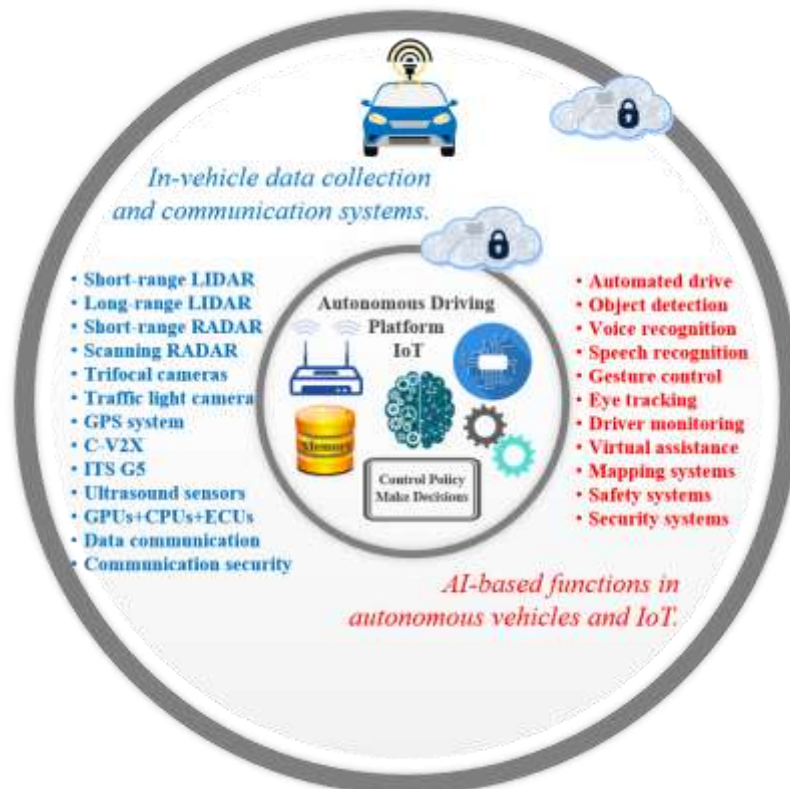 In-vehicle data collection
and communication systems.
• Short-range LIDAR
• Long-range LIDAR
• Short-range RADAR
• Scanning RADAR
• Trifocal cameras
• Traffic light camera
• GPS system
• C-V2X
• ITS G5
• Ultrasound sensors
• GPUs+CPUs+ECUs
• Data communication
• Communication security
Autonomous Driving
Platform
IoT
Memory
Control Policy
Make Decisions
• Automated drive
• Object detection
• Voice recognition
• Speech recognition
• Gesture control
• Eye tracking
• Driver monitoring
• Virtual assistance
• Mapping systems
• Safety systems
• Security systems
AI-based functions in
autonomous vehicles and IoT.